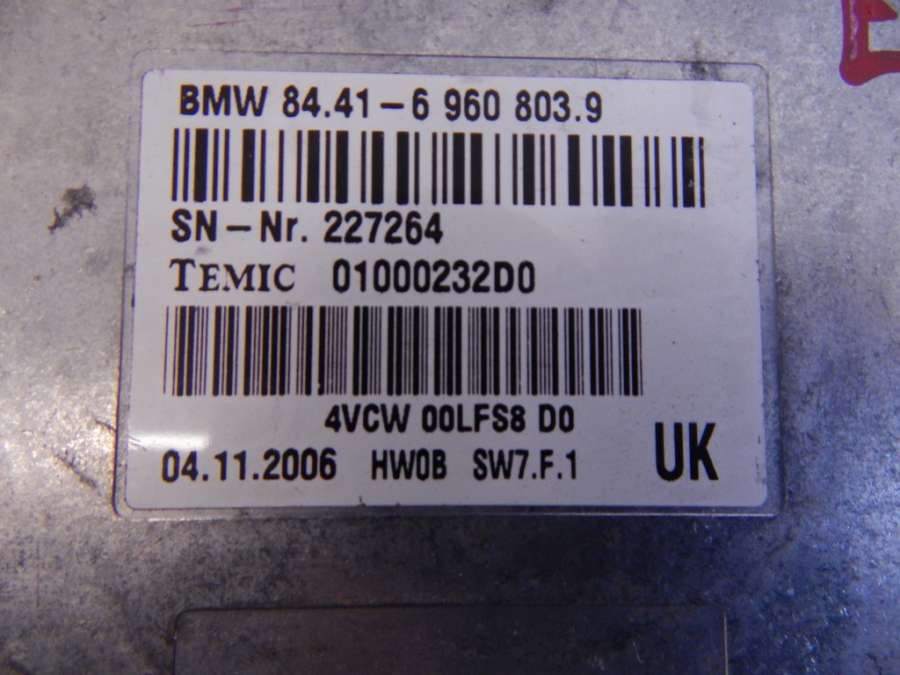 BMW 84.41-6 960 803.9
SN-Nr. 227264
TEMIC 01000232D0
4VCW 00LFS8 D0
04.11.2006 HW0B SW7.F.1 UK